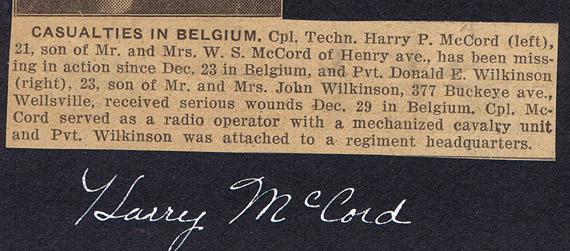 CASUALTIES IN BELGIUM. Cpl. Techn. Harry P. McCord (left),
21, son of Mr. and Mrs. W. S. McCord of Henry ave., has been miss-
ing in action since Dec. 23 in Belgium, and Pvt. Donald E. Wilkinson
(right), 23, son of Mr. and Mrs. John Wilkinson, 377 Buckeye ave.,
Wellsville, received serious wounds Dec. 29 in Belgium. Cpl. Mc-
Cord served as a radio operator with a mechanized cavalry unit
and Pvt. Wilkinson was attached to a regiment headquarters.
Harry McCord